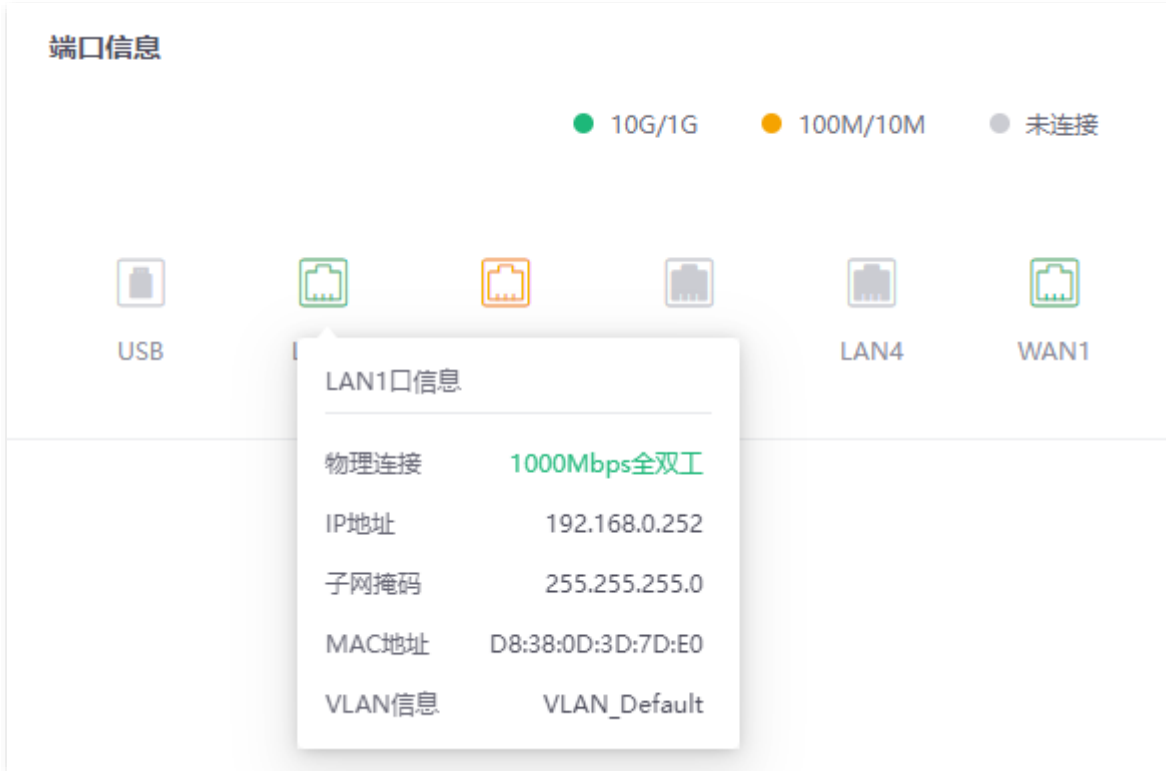 端口信息
10G/1G 100M/10M 未连接
USB L LAN4 WAN1
LAN1口信息
物理连接 1000Mbps全双工
IP地址 192.168.0.252
子网掩码 255.255.255.0
MAC地址 D8:38:0D:3D:7D:E0
VLAN信息 VLAN_Default